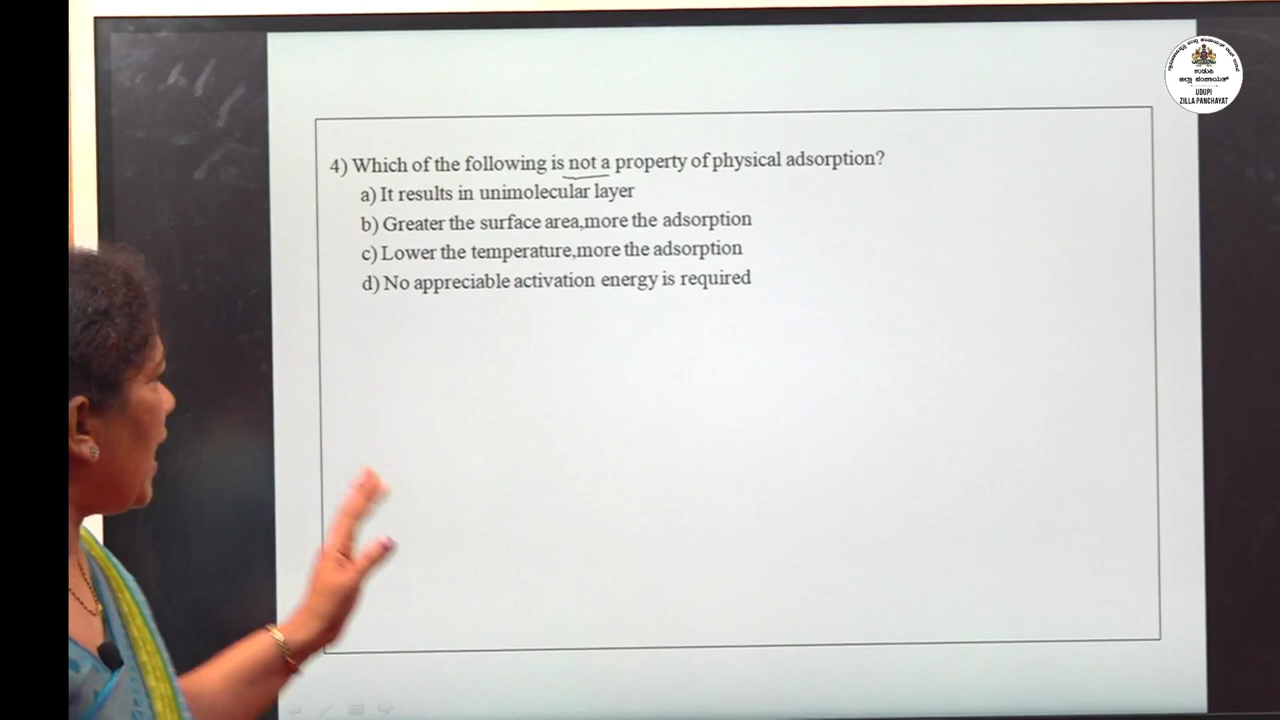 ಉಡುಪಿ
ಜಿಲ್ಲಾ ಪಂಚಾಯತ್
UDUPI
ZILLA PANCHAYAT
4) Which of the following is not a property of physical adsorption?
a) It results in unimolecular layer
b) Greater the surface area,more the adsorption
c) Lower the temperature,more the adsorption
d) No appreciable activation energy is required